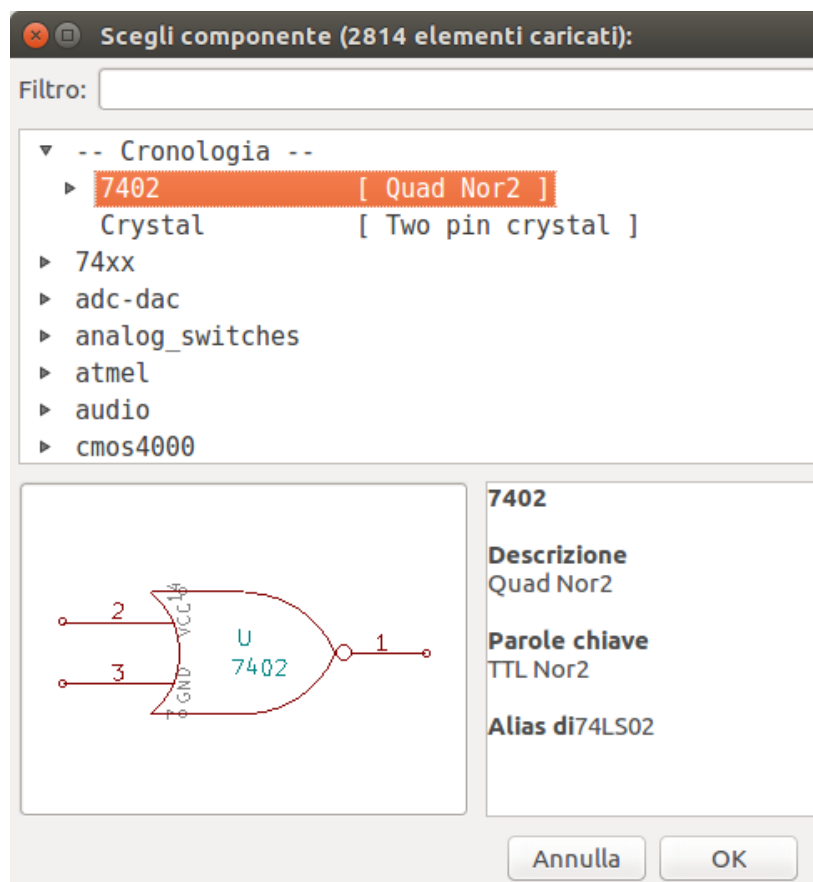 Scegli componente (2814 elementi caricati):
Filtro:
-- Cronologia --
7402 [ Quad Nor2 ]
Crystal [ Two pin crystal ]
74xx
adc-dac
analog_switches
atmel
audio
cmos4000
14
VCC
2
U
7402
1
3
GND
7
7402
Descrizione
Quad Nor2
Parole chiave
TTL Nor2
Alias di74LS02
Annulla
OK